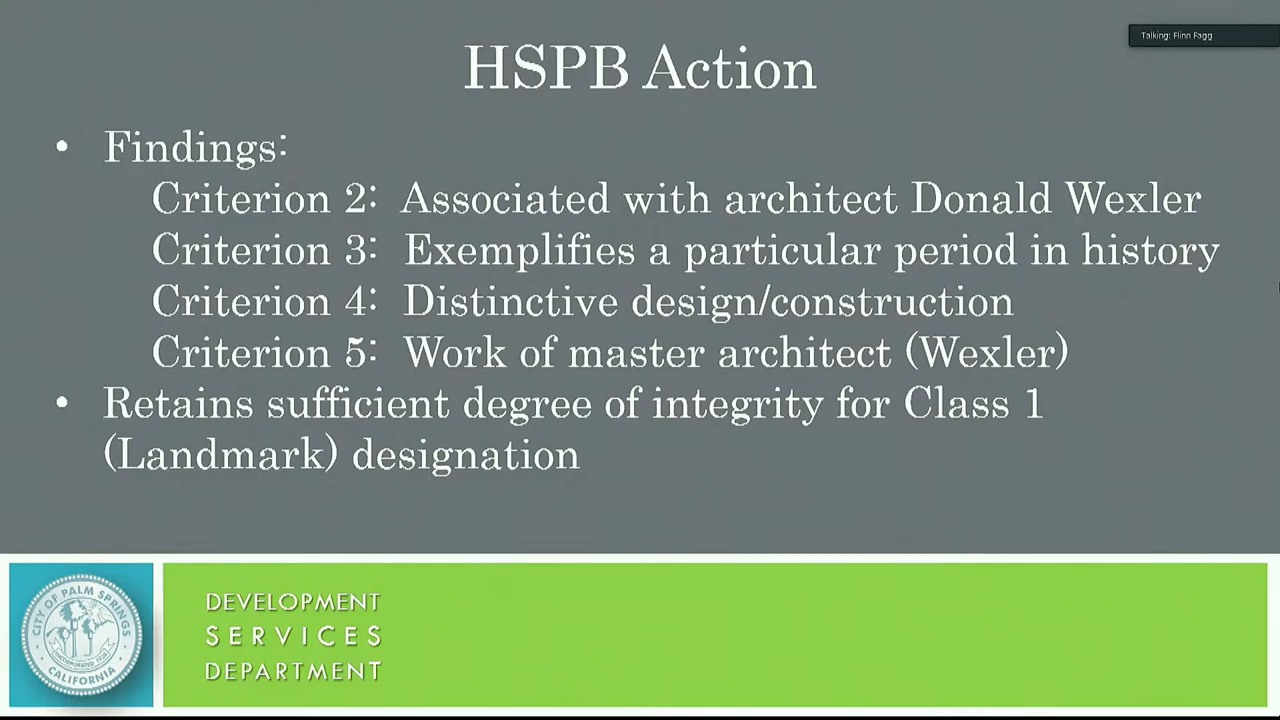 Talking: Flinn Fagg
HSPB Action
• Findings:
Criterion 2: Associated with architect Donald Wexler
Criterion 3: Exemplifies a particular period in history
Criterion 4: Distinctive design/construction
Criterion 5: Work of master architect (Wexler)
• Retains sufficient degree of integrity for Class 1
(Landmark) designation
CITY OF PALM SPRINGS
CALIFORNIA
DEVELOPMENT
SERVICES
DEPARTMENT